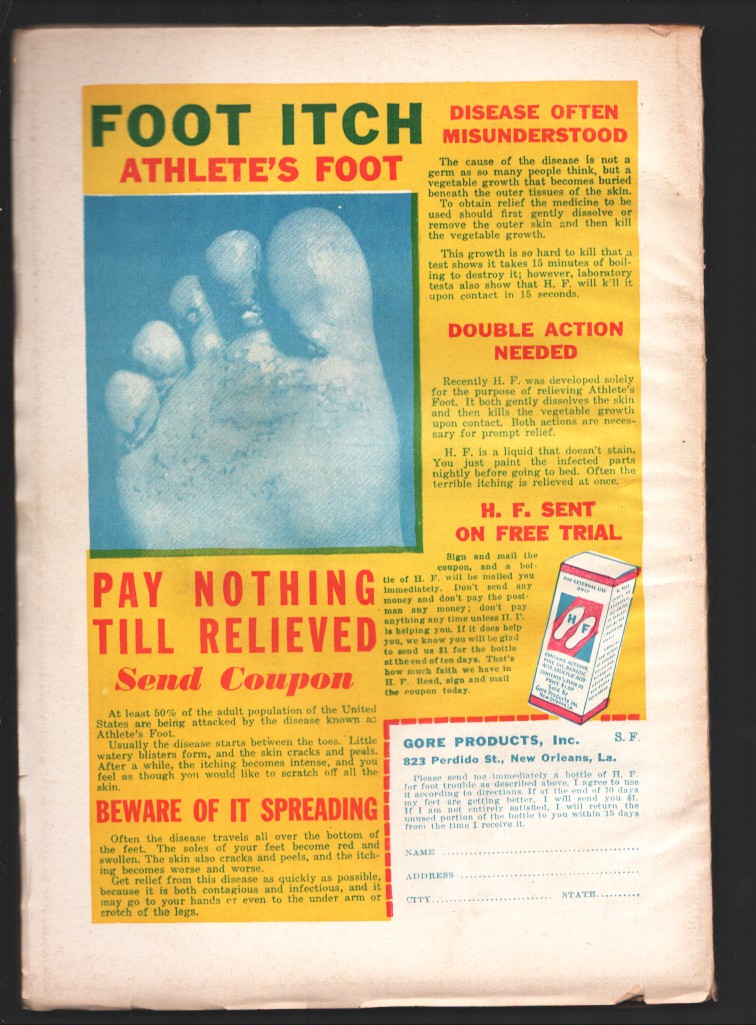 FOOT ITCH
ATHLETE'S FOOT
PAY NOTHING
TILL RELIEVED
Send Coupon
At least 50% of the adult population of the United
States are being attacked by the disease known as
Athlete's Foot.
Usually the disease starts between the toes. Little
watery blisters form, and the skin cracks and peels.
After a while, the itching becomes intense, and you
feel as though you would like to scratch off all the
skin.
BEWARE OF IT SPREADING
Often the disease travels all over the bottom of
the feet. The soles of your feet become red and
swollen. The skin also cracks and peels, and the itch-
ing becomes worse and worse.
Get relief from this disease as quickly as possible,
because it is both contagious and infectious, and it
may go to your hands or even to the under arm or
crotch of the legs.
DISEASE OFTEN
MISUNDERSTOOD
The cause of the disease is not a
germ as so many people think, but a
vegetable growth that becomes buried
beneath the outer tissues of the skin.
To obtain relief the medicine to be
used should first gently dissolve or
remove the outer skin and then kill
the vegetable growth.
This growth is so hard to kill that a
test shows it takes 15 minutes of boil-
ing to destroy it; however, laboratory
tests also show that H. F. will kill it
upon contact in 15 seconds.
DOUBLE ACTION
NEEDED
Recently H. F. was developed solely
for the purpose of relieving Athlete's
Foot. It both gently dissolves the skin
and then kills the vegetable growth
upon contact. Both actions are neces-
sary for prompt relief.
H. F. is a liquid that doesn't stain.
You just paint the infected parts
nightly before going to bed. Often the
terrible itching is relieved at once.
H. F. SENT
ON FREE TRIAL
Sign and mail the
coupon, and a bot-
tle of H. F. will be mailed you
immediately. Don't send any
money and don't pay the post-
man any money; don't pay
anything any time unless H. F.
is helping you. If it does help
you, we know you will be glad
to send us $1 for the bottle
at the end of ten days. That's
how much faith we have in
H. F. Read, sign and mail
the coupon today.
FOR EXTERNAL USE
ONLY
H F
PRICE $1.00
Sold by
Gore Products Inc.
GORE PRODUCTS, Inc. S. F.
823 Perdido St., New Orleans, La.
Please send me immediately a bottle of H. F.
for foot trouble as described above. I agree to use
it according to directions. If at the end of 10 days
my feet are getting better, I will send you $1.
If I am not entirely satisfied, I will return the
unused portion of the bottle to you within 15 days
from the time I receive it.
NAME
ADDRESS
CITY STATE